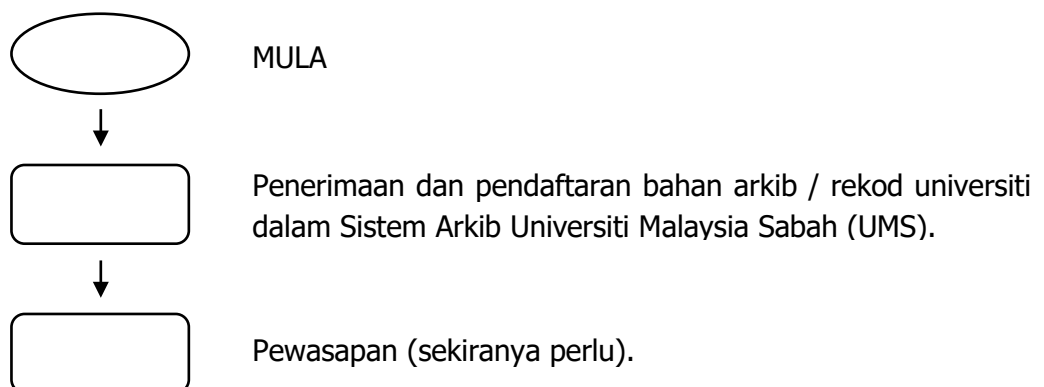 MULA
Penerimaan dan pendaftaran bahan arkib / rekod universiti
dalam Sistem Arkib Universiti Malaysia Sabah (UMS).
Pewasapan (sekiranya perlu).